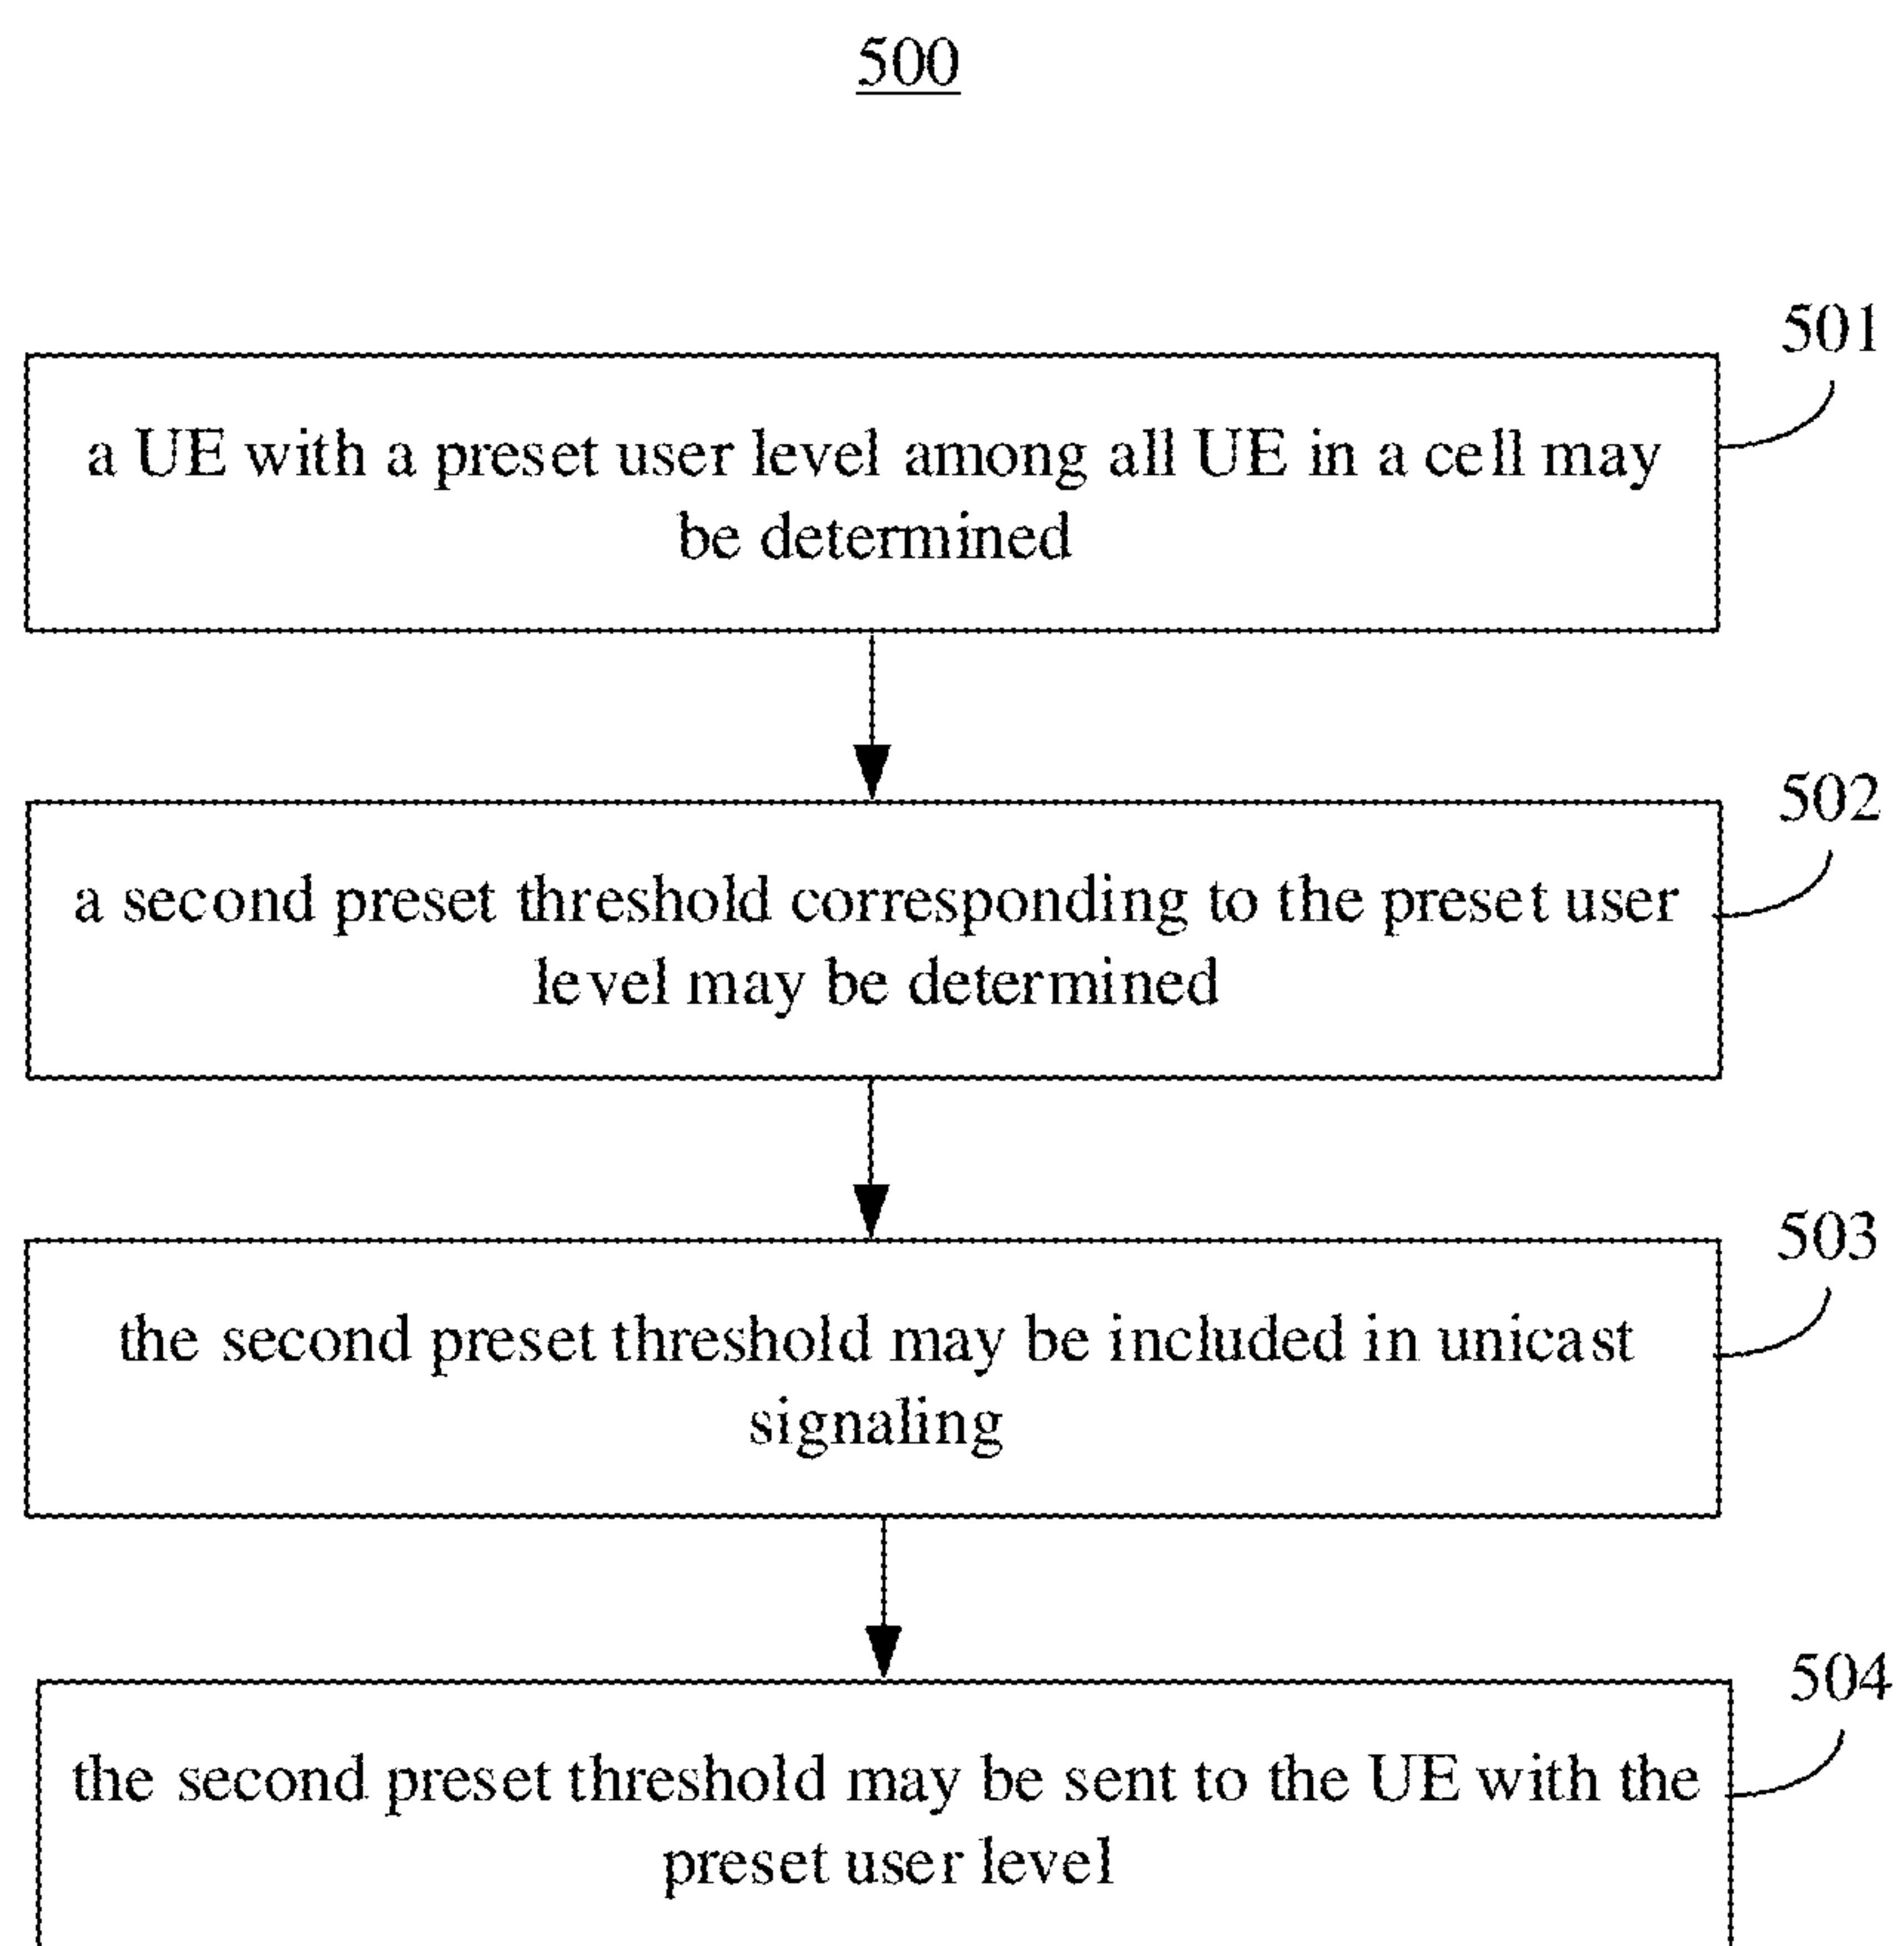 500
501
a UE with a preset user level among all UE in a cell may
be determined
502
a second preset threshold corresponding to the preset user
level may be determined
503
the second preset threshold may be included in unicast
signaling
504
the second preset threshold may be sent to the UE with the
preset user level